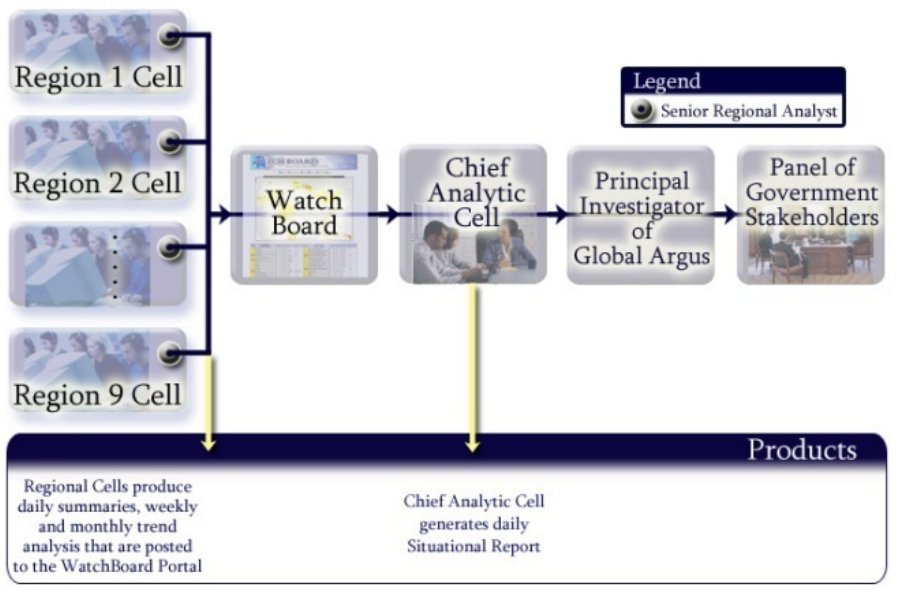 Region 1 Cell
Region 2 Cell
Region 9 Cell
Legend
Senior Regional Analyst
Watch
Board
Chief
Analytic
Cell
Principal
Investigator
of
Global Argus
Panel of
Government
Stakeholders
Products
Regional Cells produce
daily summaries, weekly
and monthly trend
analysis that are posted
to the WatchBoard Portal
Chief Analytic Cell
generates daily
Situational Report